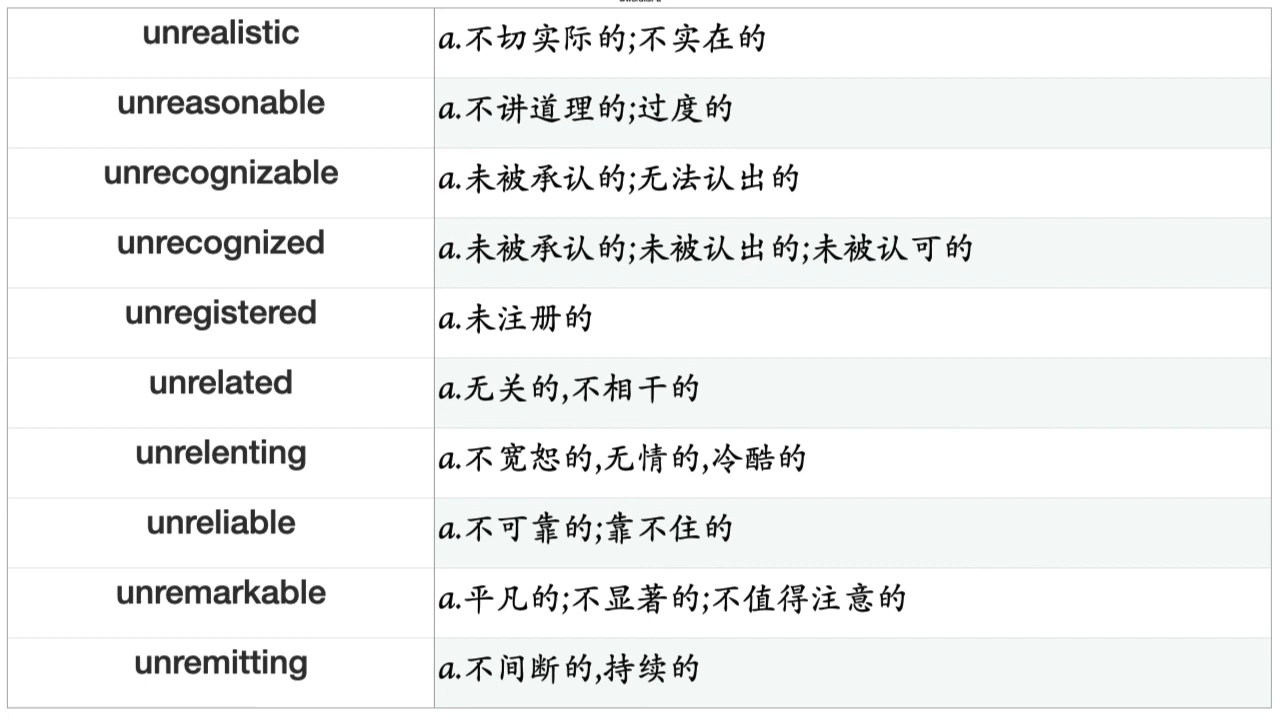 unrealistic a.不切实际的;不实在的
unreasonable a.不讲道理的;过度的
unrecognizable a.未被承认的;无法认出的
unrecognized a.未被承认的;未被认出的;未被认可的
unregistered a.未注册的
unrelated a.无关的,不相干的
unrelenting a.不宽恕的,无情的,冷酷的
unreliable a.不可靠的;靠不住的
unremarkable a.平凡的;不显著的;不值得注意的
unremitting a.不间断的,持续的